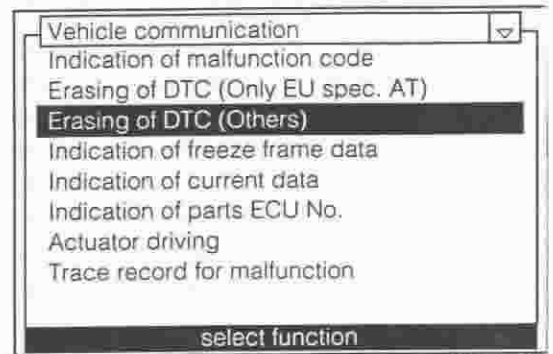 Vehicle communication
Indication of malfunction code
Erasing of DTC (Only EU spec. AT)
Erasing of DTC (Others)
Indication of freeze frame data
Indication of current data
Indication of parts ECU No.
Actuator driving
Trace record for malfunction
select function